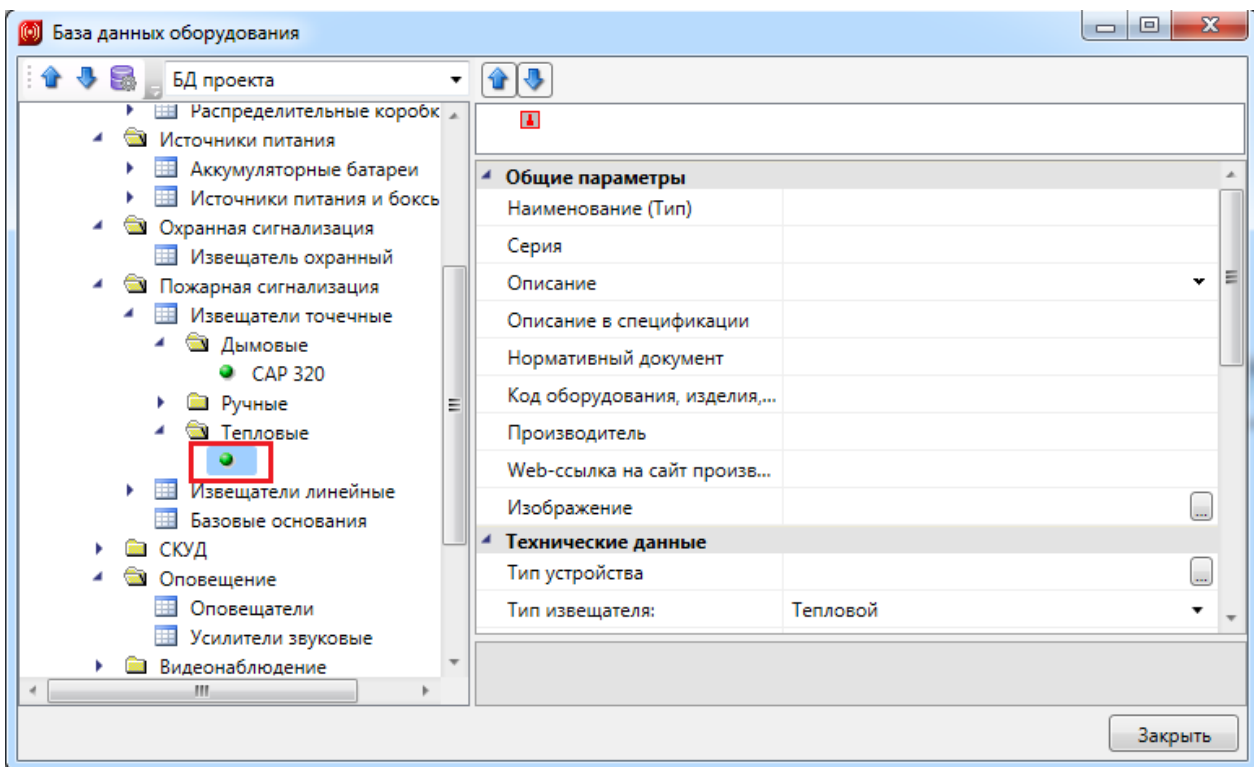 База данных оборудования
БД проекта
Распределительные коробк
Источники питания
Аккумуляторные батареи
Источники питания и боксь
Охранная сигнализация
Извещатель охранный
Пожарная сигнализация
Извещатели точечные
Дымовые
CAP 320
Ручные
Тепловые
Извещатели линейные
Базовые основания
СКУД
Оповещение
Оповещатели
Усилители звуковые
Видеонаблюдение
Общие параметры
Наименование (Тип)
Серия
Описание
Описание в спецификации
Нормативный документ
Код оборудования, изделия,...
Производитель
Web-ссылка на сайт произв...
Изображение
...
Технические данные
Тип устройства
...
Тип извещателя: Тепловой
Закрыть